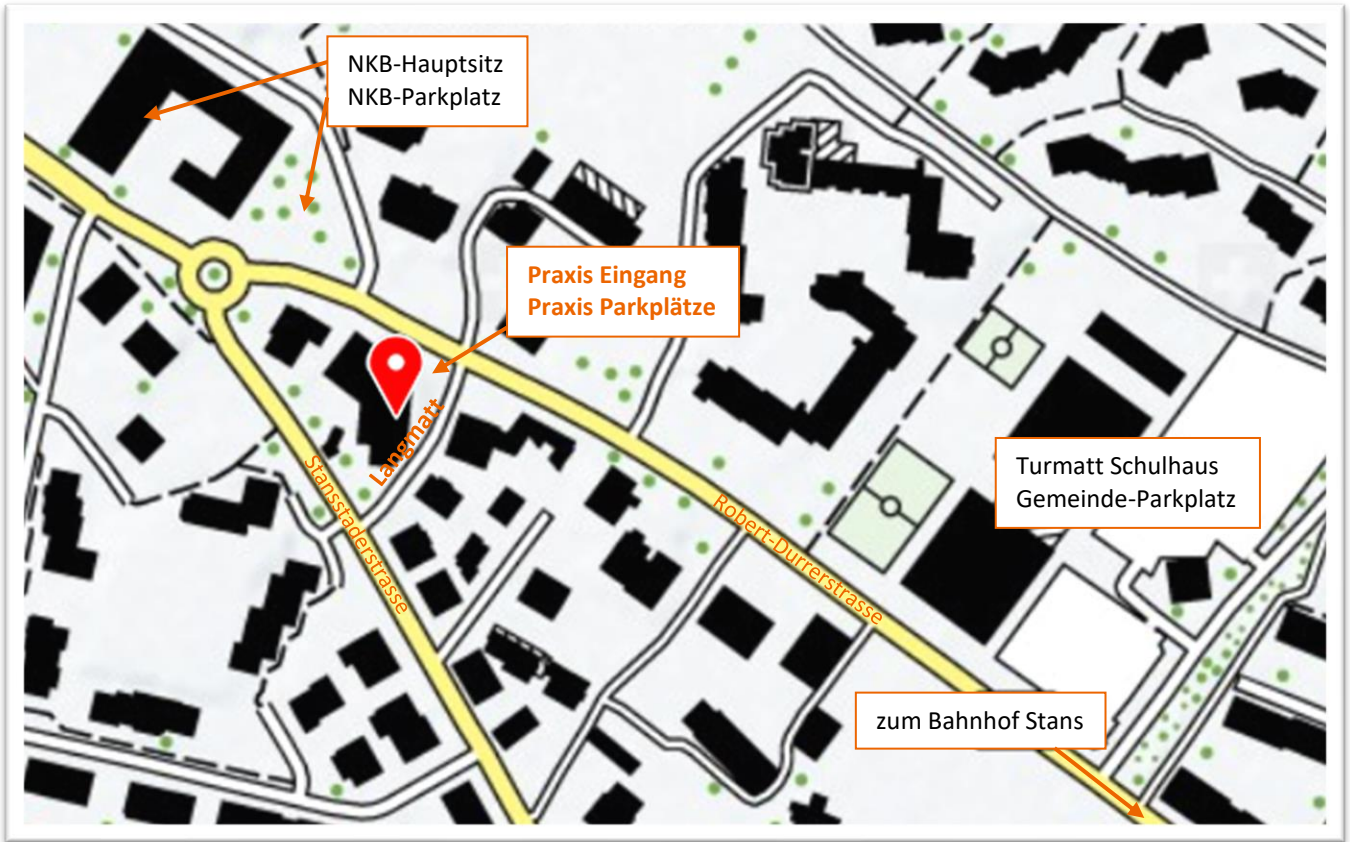 NKB-Hauptsitz
NKB-Parkplatz
Praxis Eingang
Praxis Parkplätze
Langmatt
Stansstaderstrasse
Turmatt Schulhaus
Gemeinde-Parkplatz
Robert-Durrerstrasse
zum Bahnhof Stans